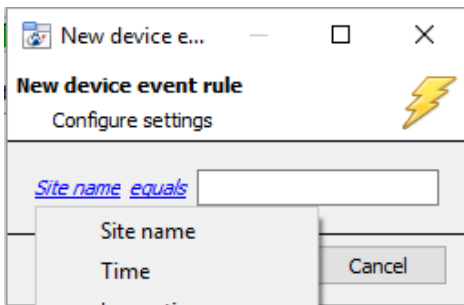 New device e...
New device event rule
Configure settings
Site name equals
Site name
Time
Cancel